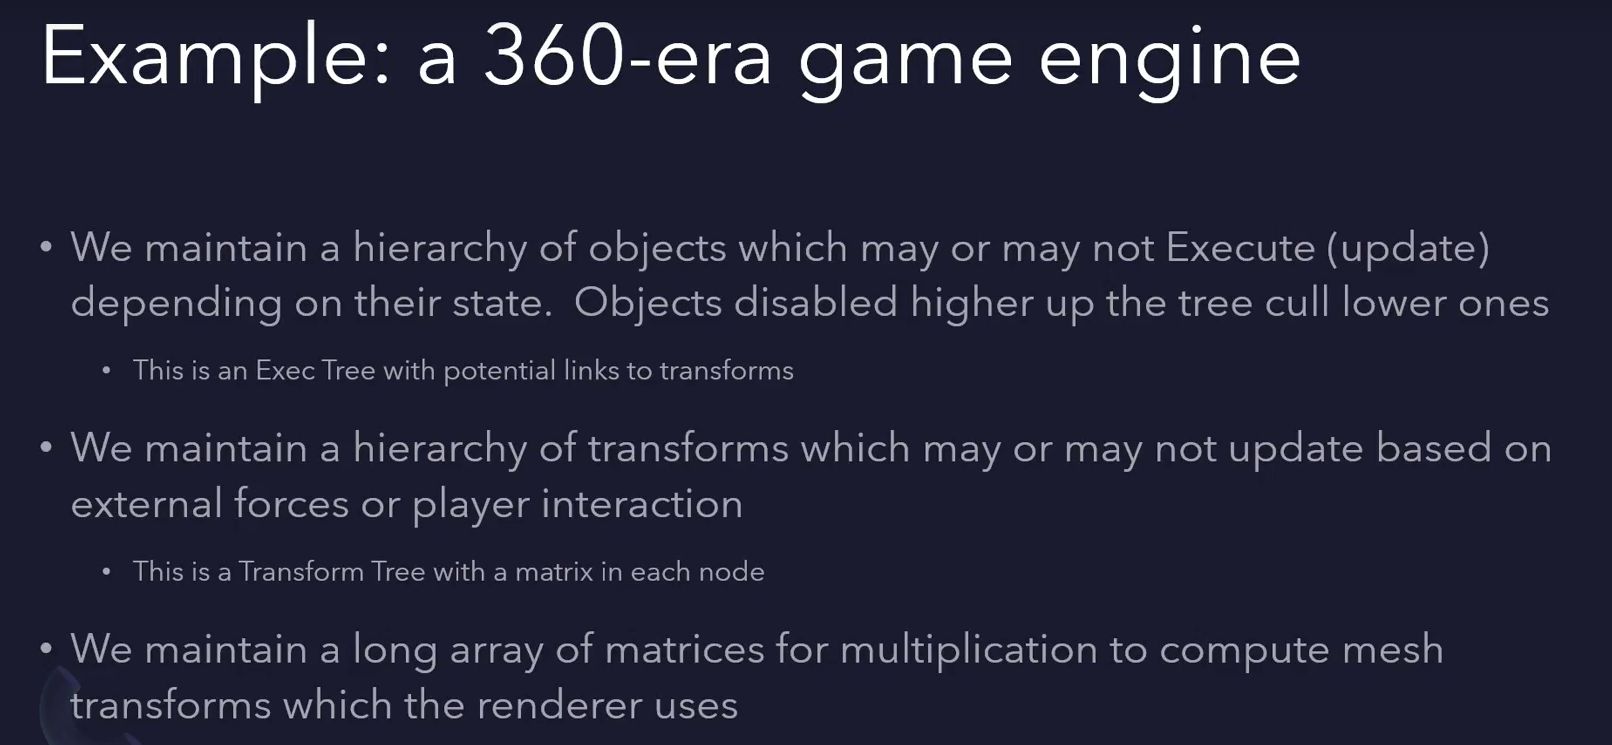 Example: a 360-era game engine
• We maintain a hierarchy of objects which may or may not Execute (update)
depending on their state.  Objects disabled higher up the tree cull lower ones
• This is an Exec Tree with potential links to transforms
• We maintain a hierarchy of transforms which may or may not update based on
external forces or player interaction
• This is a Transform Tree with a matrix in each node
• We maintain a long array of matrices for multiplication to compute mesh
transforms which the renderer uses